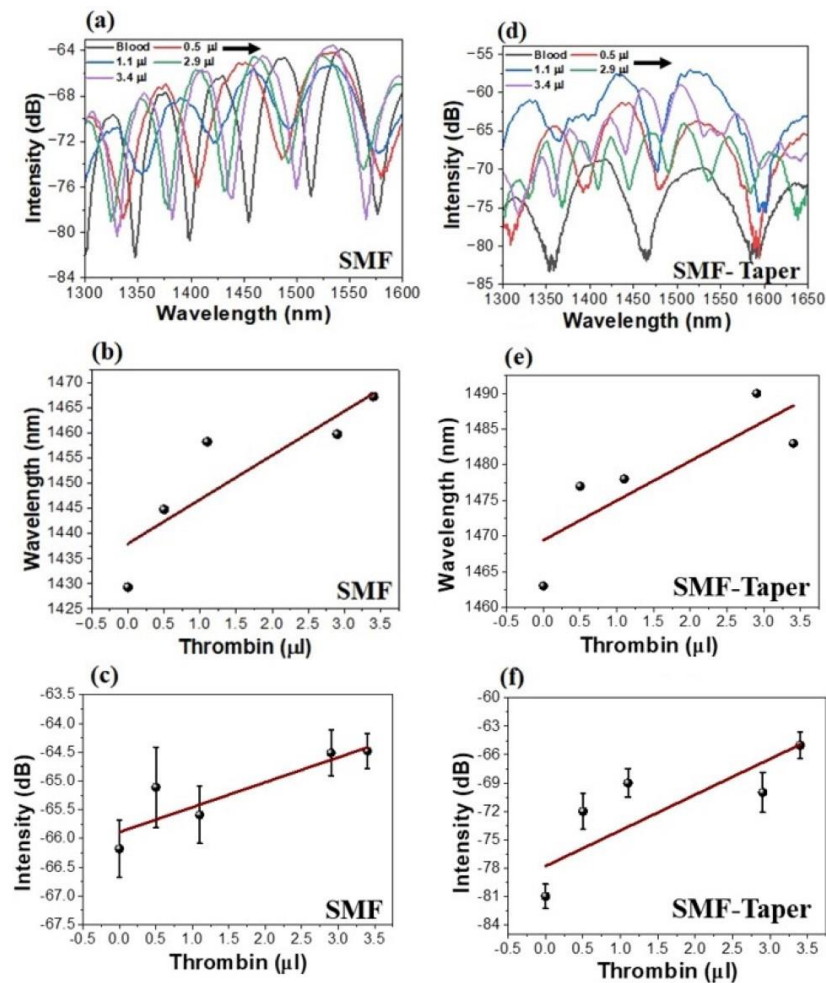 (a)
Blood 0.5 µl
1.1 µl 2.9 µl
3.4 µl
−64
−68
−72
−76
−80
−84
Intensity (dB)
SMF
1300 1350 1400 1450 1500 1550 1600
Wavelength (nm)
(d)
Blood 0.5 µl
1.1 µl 2.9 µl
3.4 µl
−55
−60
−65
−70
−75
−80
−85
Intensity (dB)
SMF- Taper
1300 1350 1400 1450 1500 1550 1600 1650
Wavelength (nm)
(b)
1470
1465
1460
1455
1450
1445
1440
1435
1430
1425
Wavelength (nm)
SMF
−0.5 0.0 0.5 1.0 1.5 2.0 2.5 3.0 3.5
Thrombin (µl)
(e)
1490
1485
1480
1475
1470
1465
1460
Wavelength (nm)
SMF-Taper
−0.5 0.0 0.5 1.0 1.5 2.0 2.5 3.0 3.5
Thrombin (µl)
(c)
-63.5
-64.0
-64.5
-65.0
-65.5
-66.0
-66.5
-67.0
-67.5
Intensity (dB)
SMF
0.0 0.5 1.0 1.5 2.0 2.5 3.0 3.5
Thrombin (µl)
(f)
-60
-63
-66
-69
-72
-75
-78
-81
-84
Intensity (dB)
SMF-Taper
0.0 0.5 1.0 1.5 2.0 2.5 3.0 3.5
Thrombin (µl)